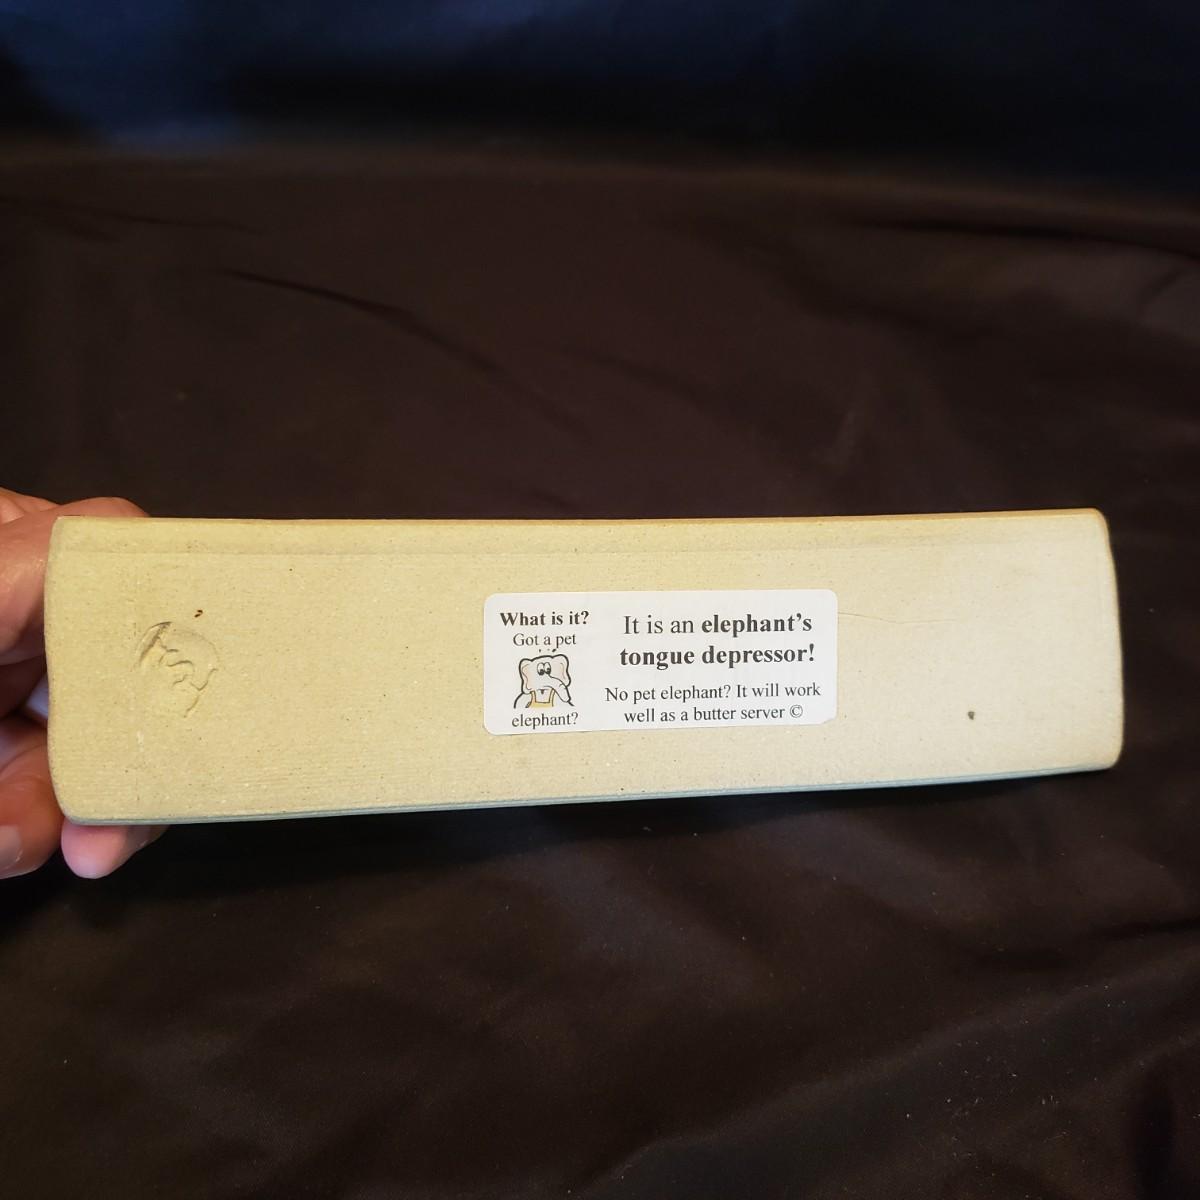 What is it?
Got a pet
elephant?
It is an elephant's
tongue depressor!
No pet elephant? It will work
well as a butter server ©